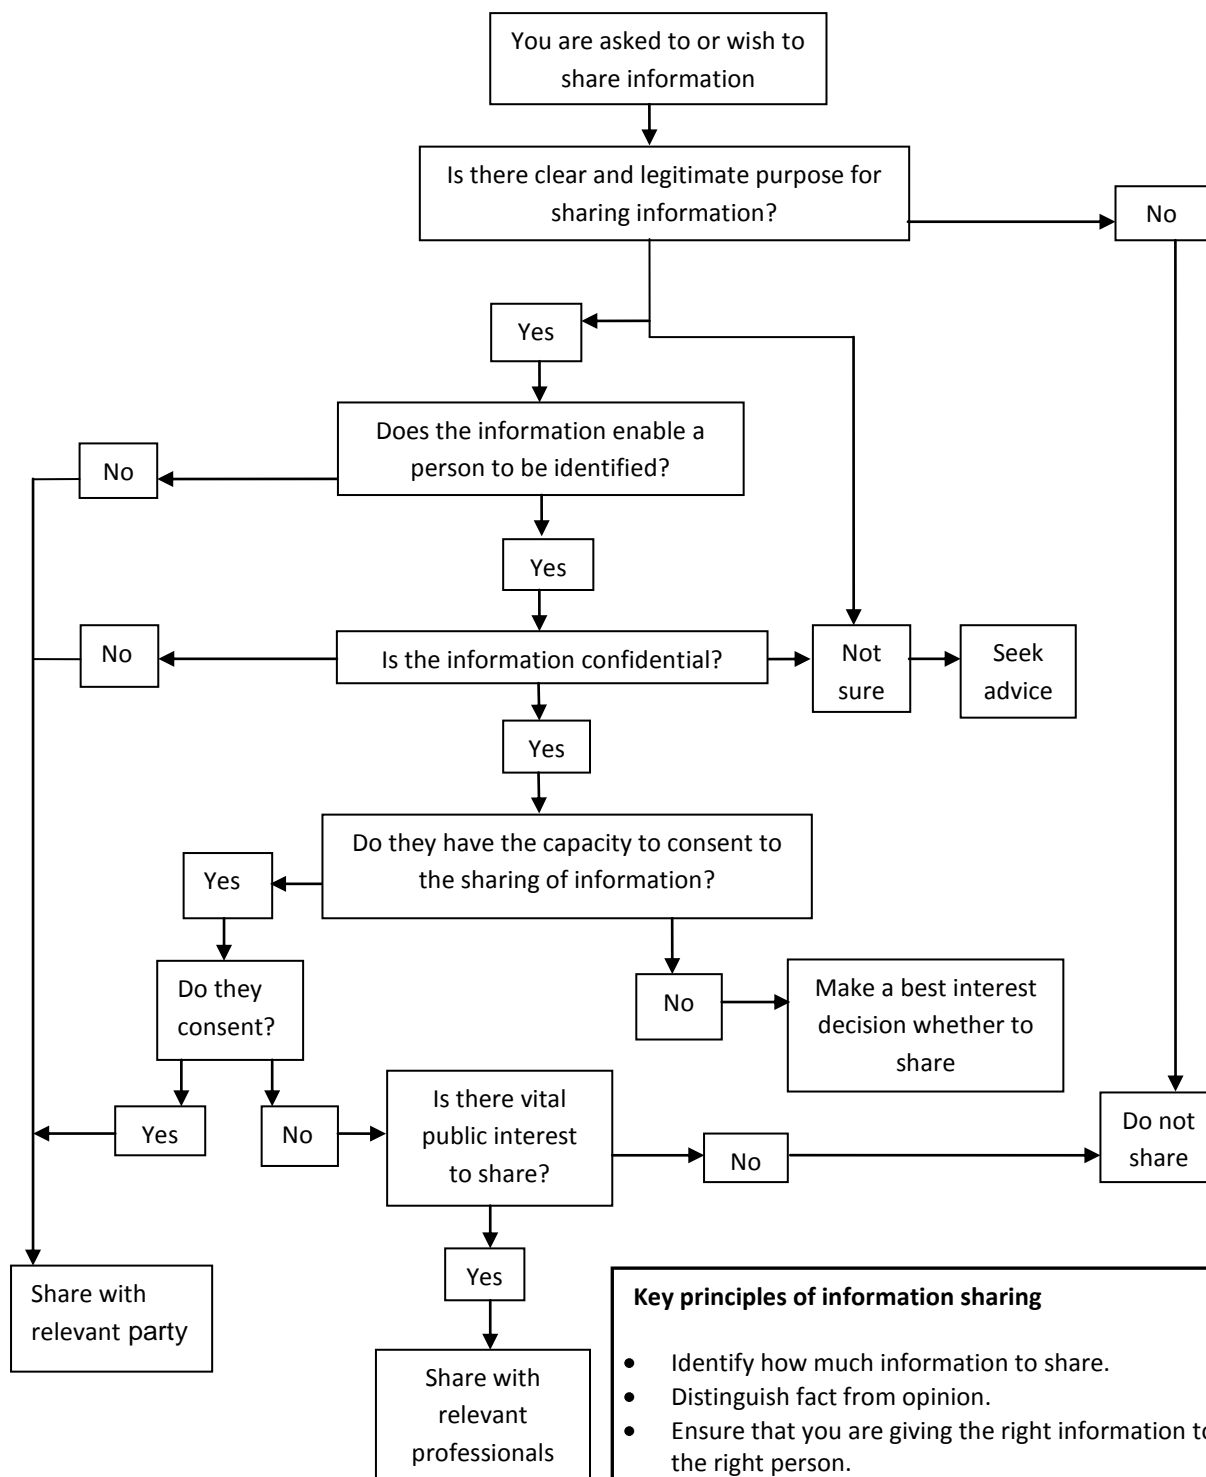 You are asked to or wish to
share information
Is there clear and legitimate purpose for
sharing information?
No
Yes
Does the information enable a
person to be identified?
No
Yes
No
Is the information confidential?
Not
sure
Seek
advice
Yes
Do they have the capacity to consent to
the sharing of information?
Yes
Do they
consent?
No
Make a best interest
decision whether to
share
Yes
No
Is there vital
public interest
to share?
No
Do not
share
Yes
Share with
relevant party
Share with
relevant
professionals
Key principles of information sharing
• Identify how much information to share.
• Distinguish fact from opinion.
• Ensure that you are giving the right information to
the right person.